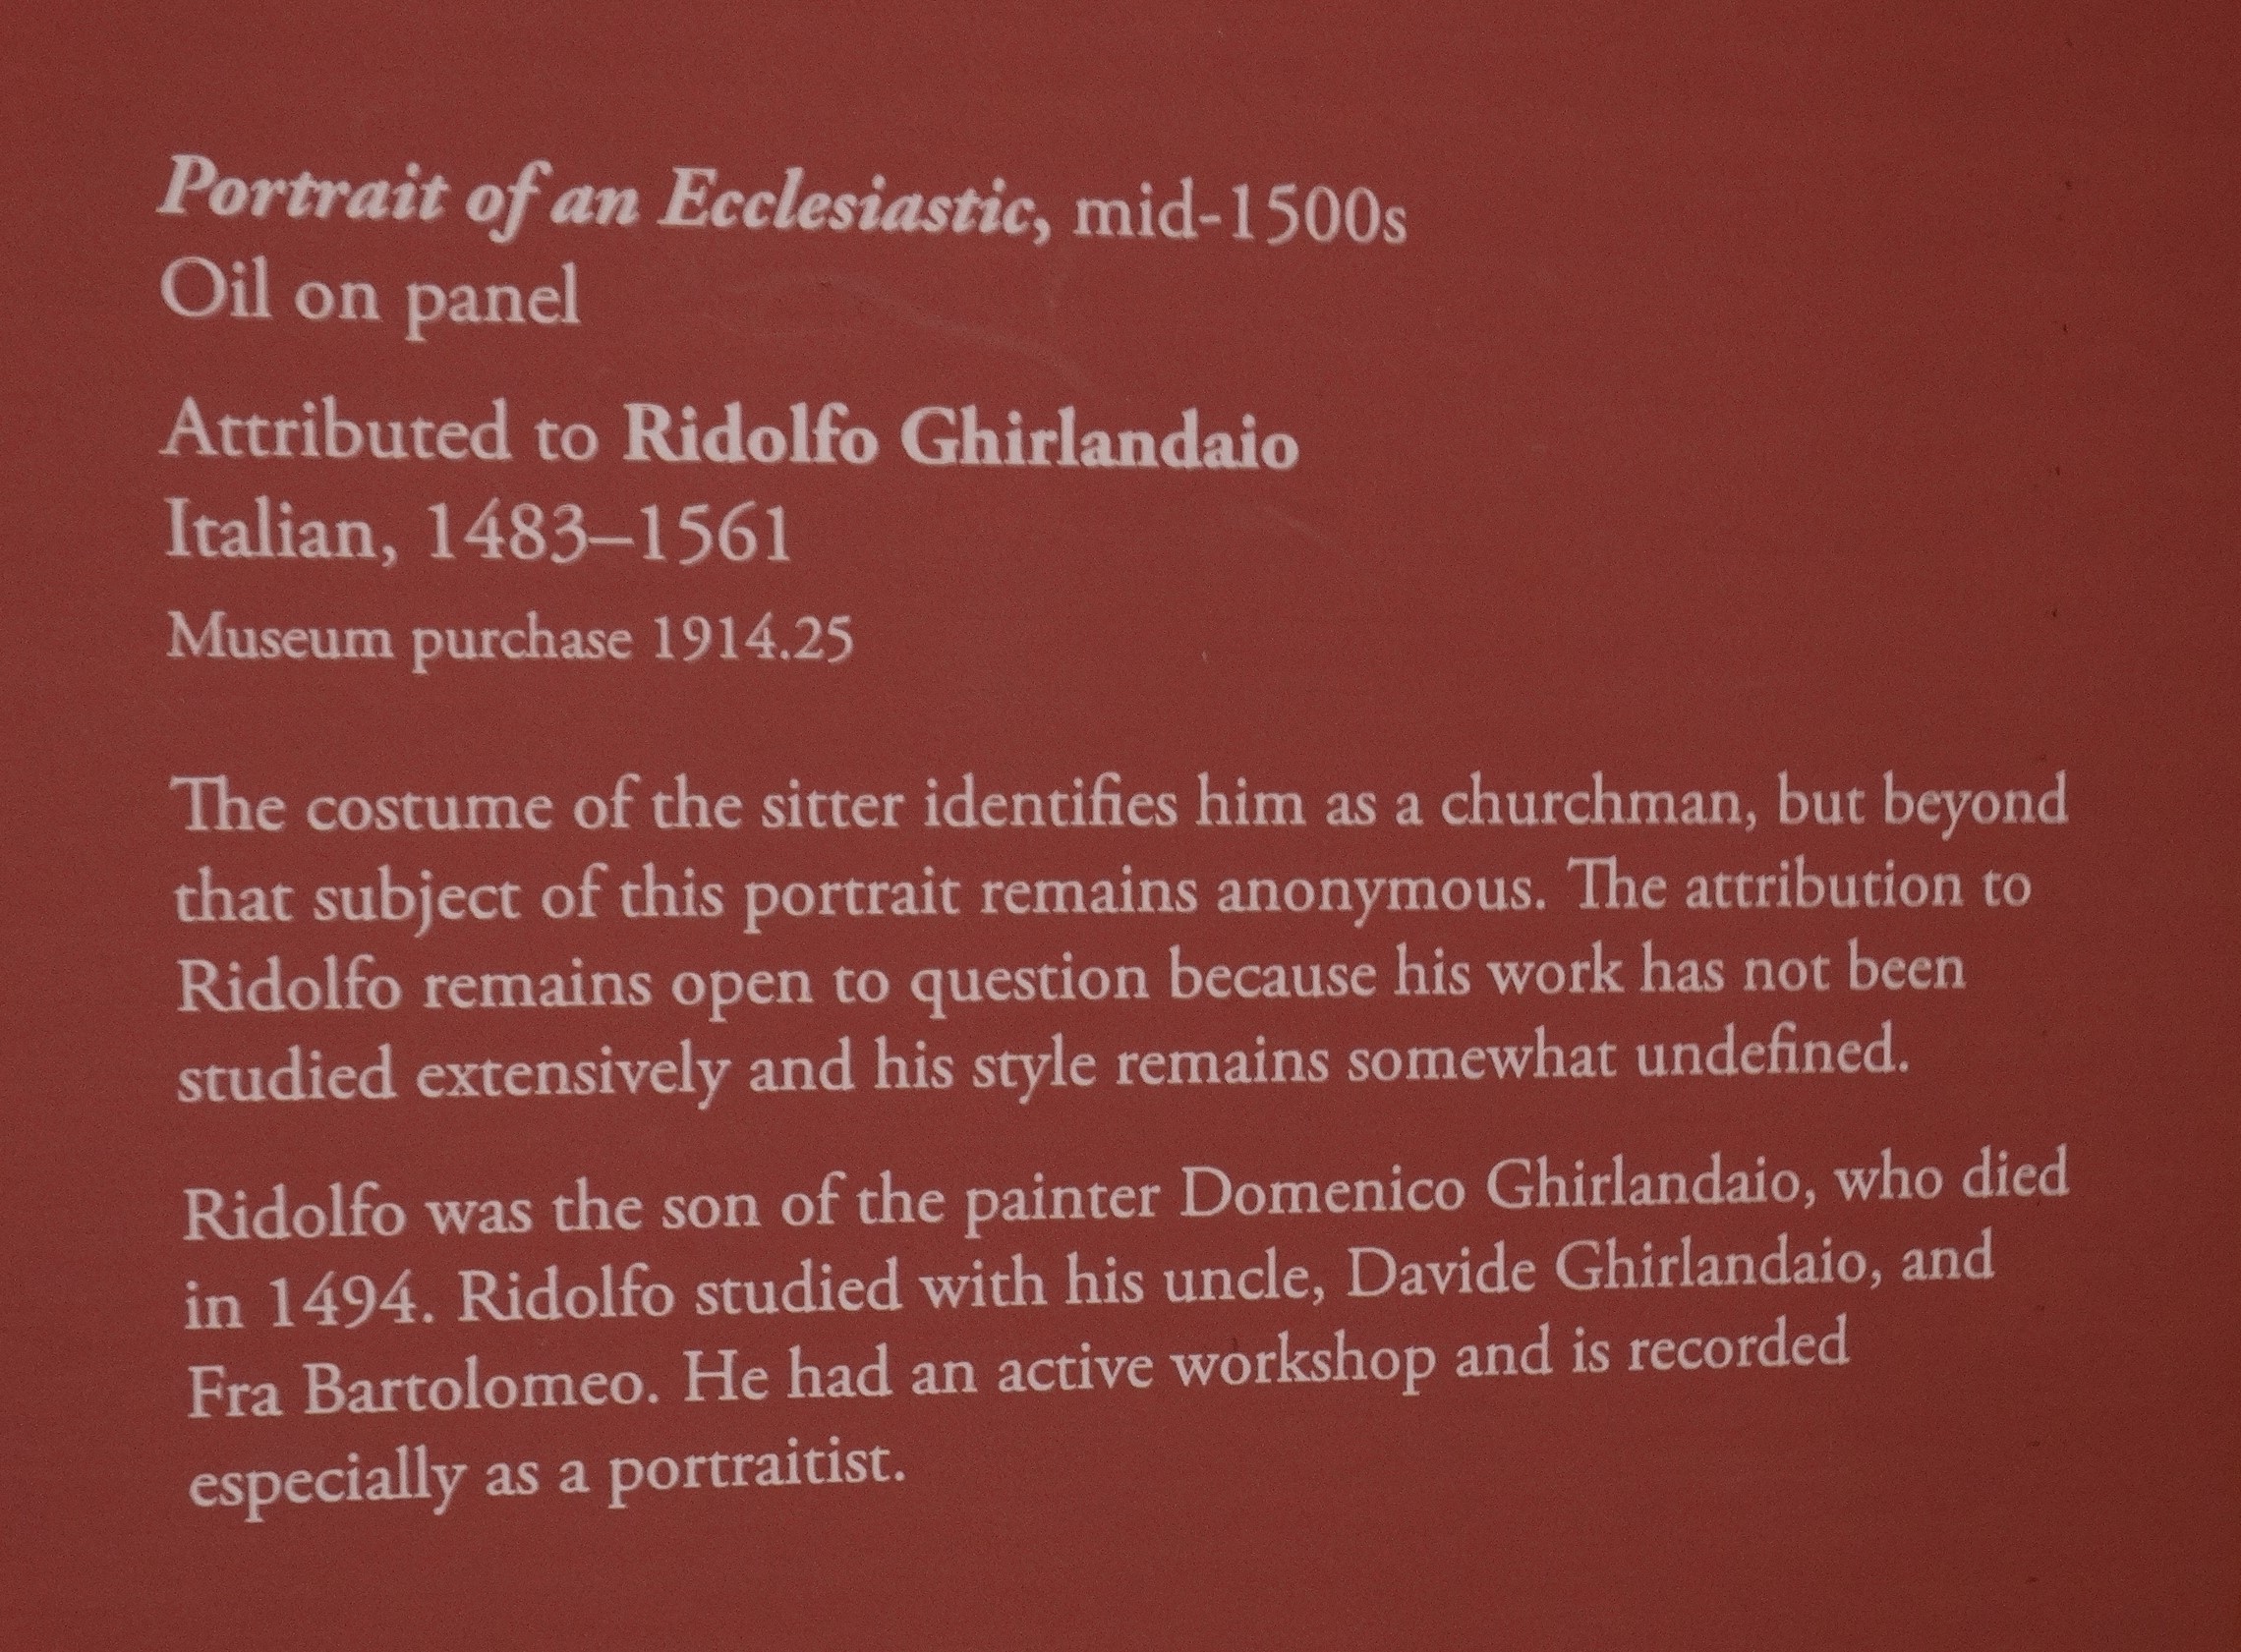 Portrait of an Ecclesiastic, mid-1500s
Oil on panel
Attributed to Ridolfo Ghirlandaio
Italian, 1483–1561
Museum purchase 1914.25
The costume of the sitter identifies him as a churchman, but beyond
that subject of this portrait remains anonymous. The attribution to
Ridolfo remains open to question because his work has not been
studied extensively and his style remains somewhat undefined.
Ridolfo was the son of the painter Domenico Ghirlandaio, who died
in 1494. Ridolfo studied with his uncle, Davide Ghirlandaio, and
Fra Bartolomeo. He had an active workshop and is recorded
especially as a portraitist.